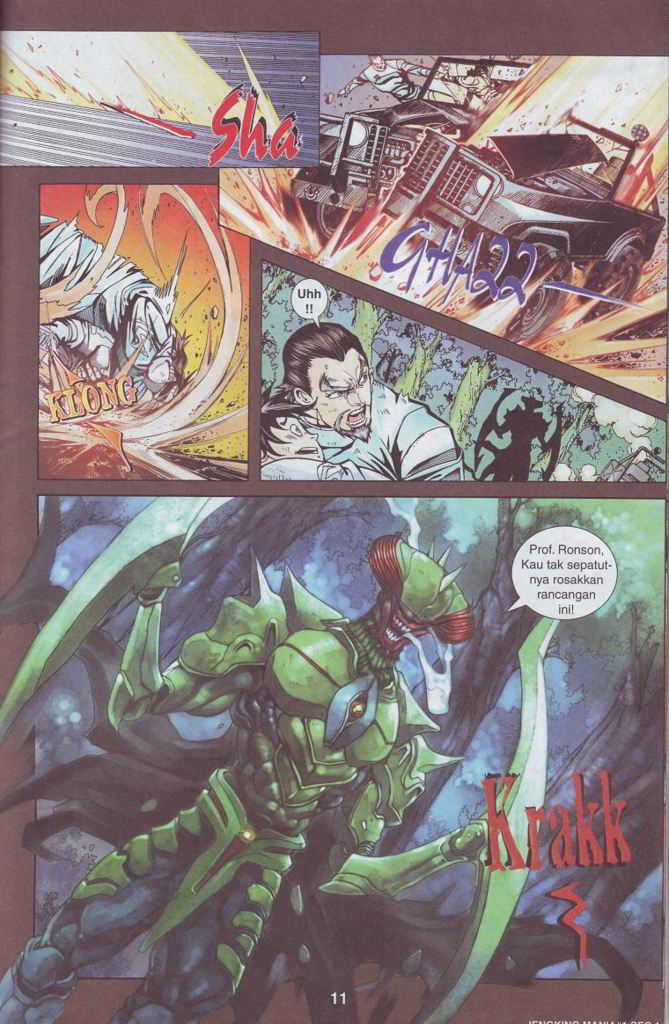 Sha
GHAZZ
KLONG
Uhh
!!
Prof. Ronson,
Kau tak sepatut-
nya rosakkan
rancangan
ini!
Krakk
11